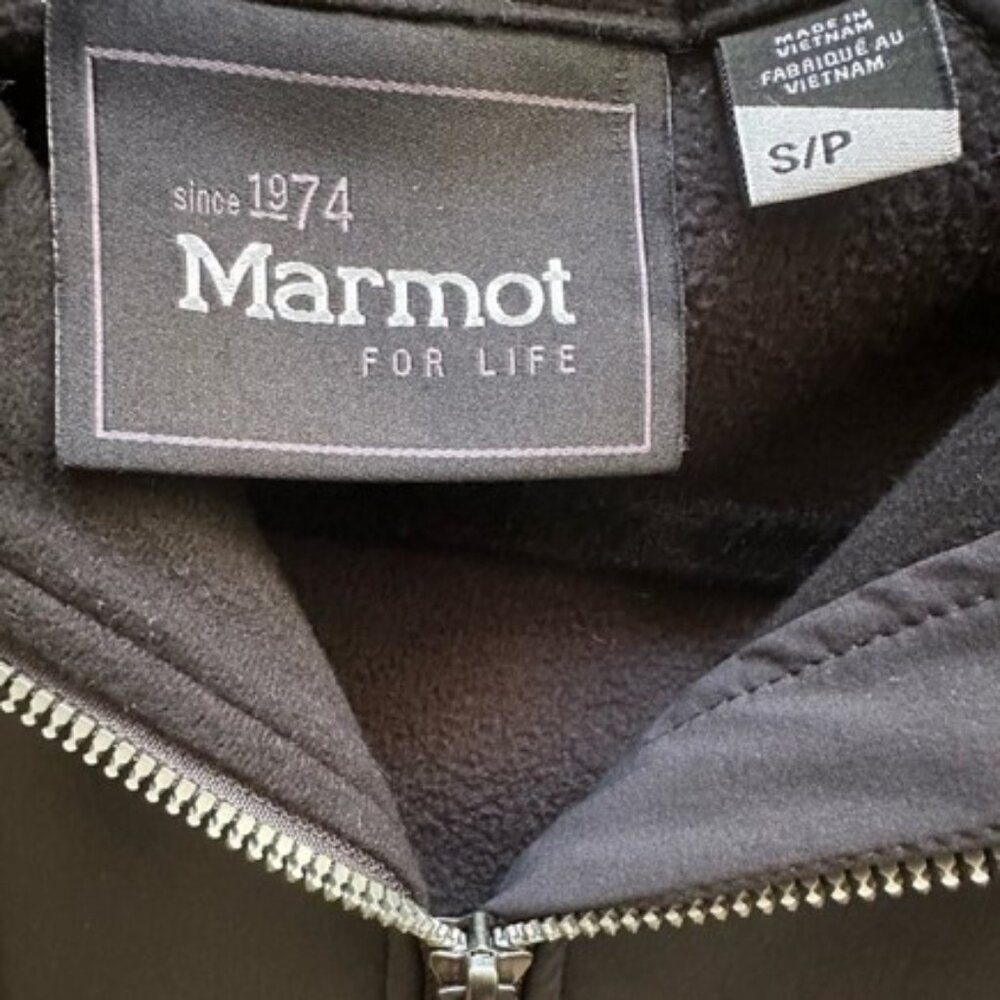 since 1974
Marmot
FOR LIFE
MADE IN
VIETNAM
FABRIQUÉ AU
VIETNAM
S/P